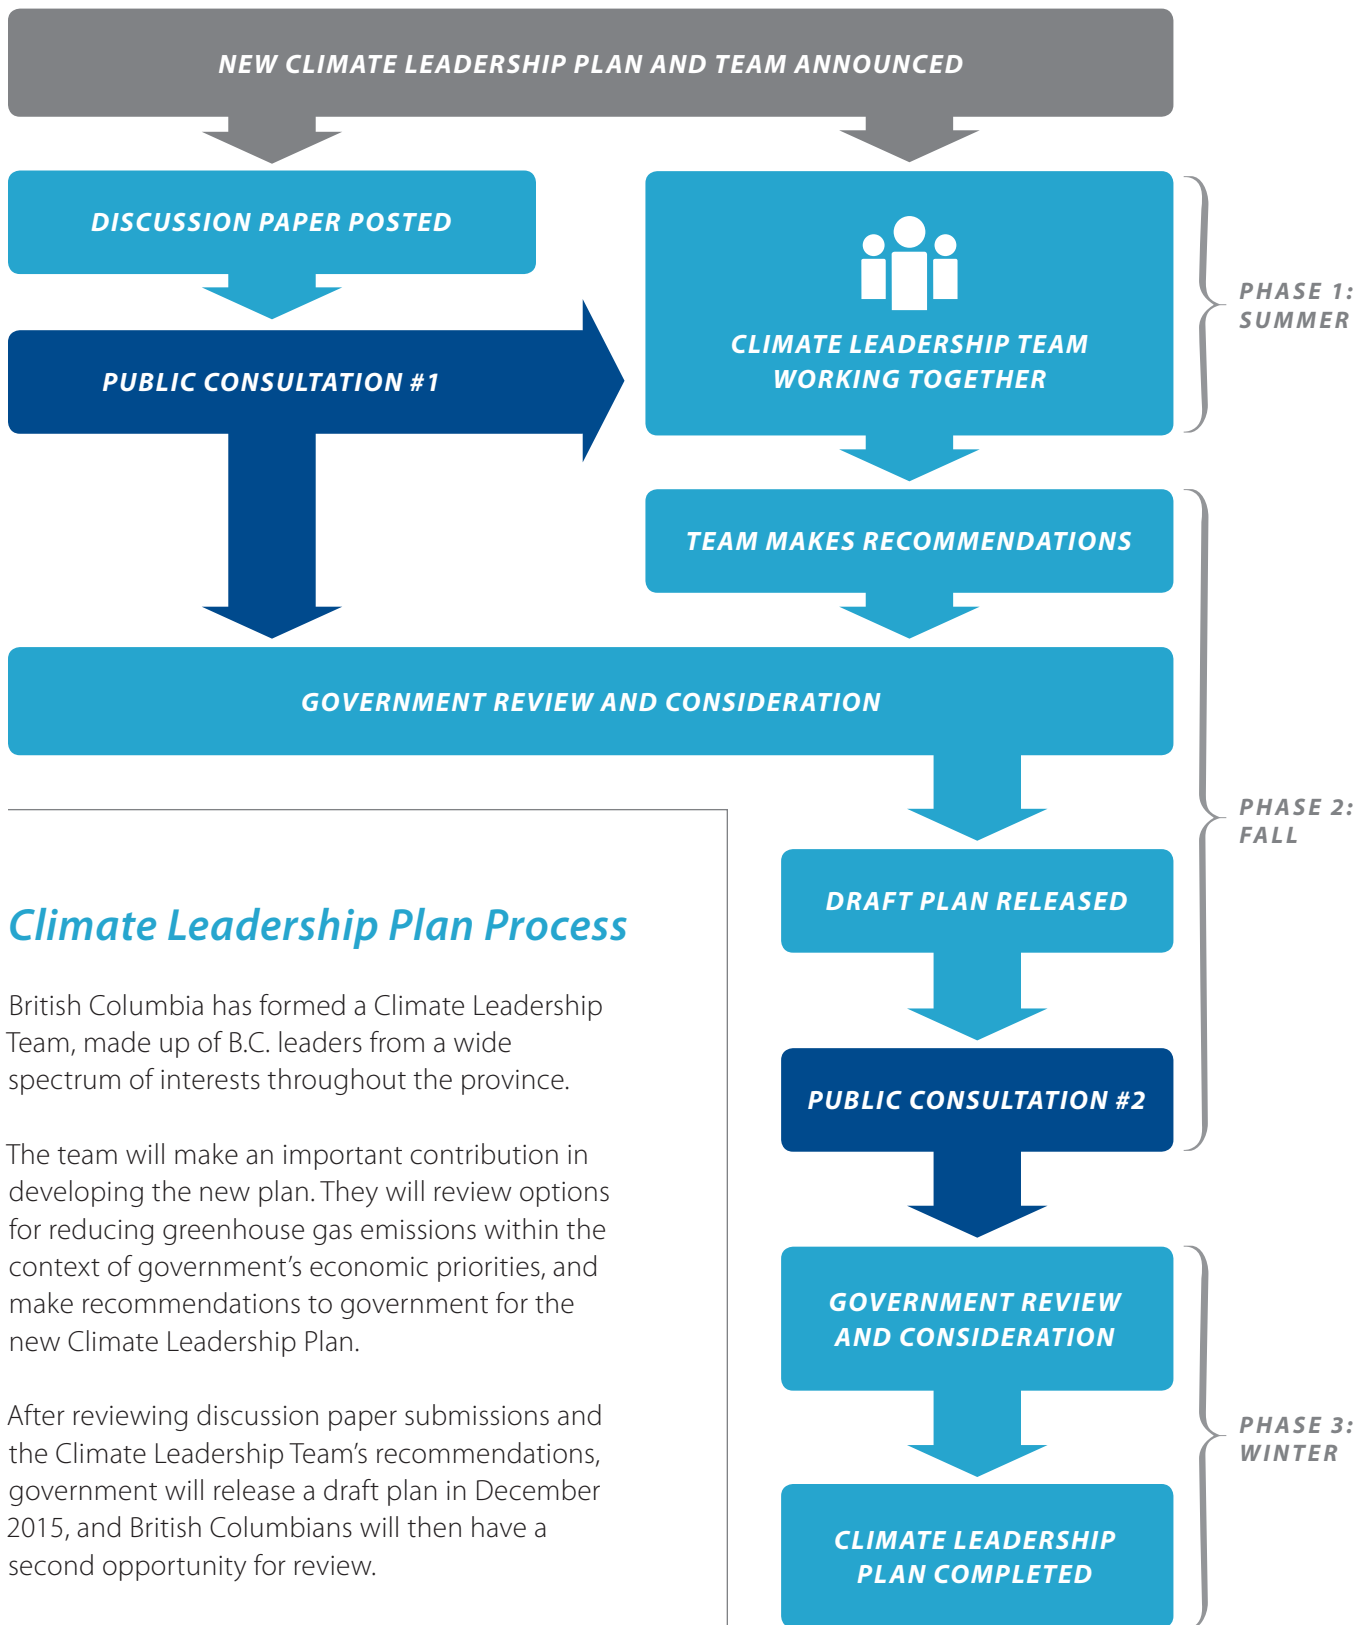 NEW CLIMATE LEADERSHIP PLAN AND TEAM ANNOUNCED
DISCUSSION PAPER POSTED
PUBLIC CONSULTATION #1
CLIMATE LEADERSHIP TEAM
WORKING TOGETHER
PHASE 1:
SUMMER
TEAM MAKES RECOMMENDATIONS
GOVERNMENT REVIEW AND CONSIDERATION
DRAFT PLAN RELEASED
PUBLIC CONSULTATION #2
PHASE 2:
FALL
GOVERNMENT REVIEW
AND CONSIDERATION
CLIMATE LEADERSHIP
PLAN COMPLETED
PHASE 3:
WINTER
Climate Leadership Plan Process
British Columbia has formed a Climate Leadership
Team, made up of B.C. leaders from a wide
spectrum of interests throughout the province.
The team will make an important contribution in
developing the new plan. They will review options
for reducing greenhouse gas emissions within the
context of government’s economic priorities, and
make recommendations to government for the
new Climate Leadership Plan.
After reviewing discussion paper submissions and
the Climate Leadership Team’s recommendations,
government will release a draft plan in December
2015, and British Columbians will then have a
second opportunity for review.